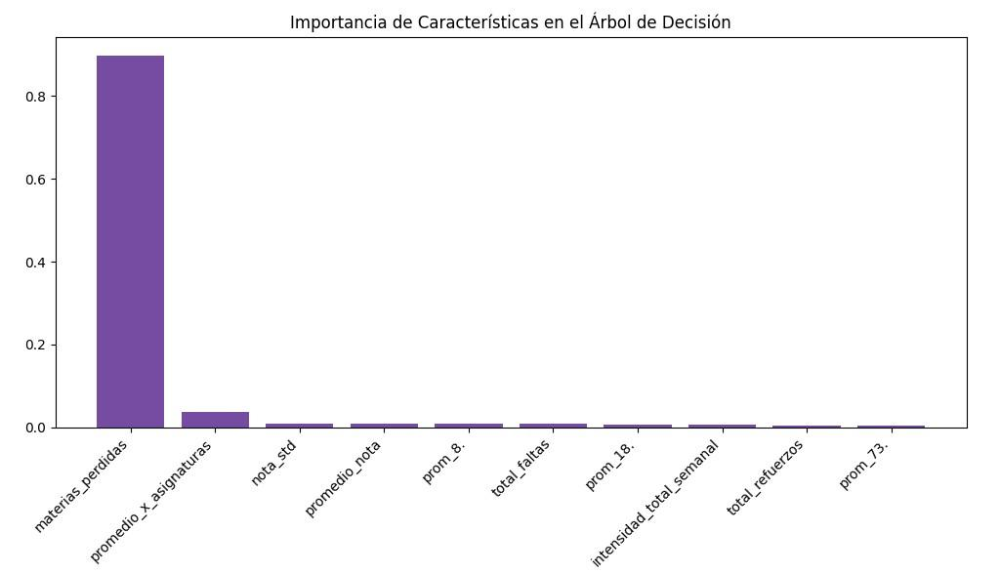 Importancia de Características en el Árbol de Decisión
0.8
0.6
0.4
0.2
0.0
materias_perdidas
promedio_x_asignaturas
nota_std
promedio_nota
prom_8.
total_faltas
prom_18.
intensidad_total_semanal
total_refuerzos
prom_73.